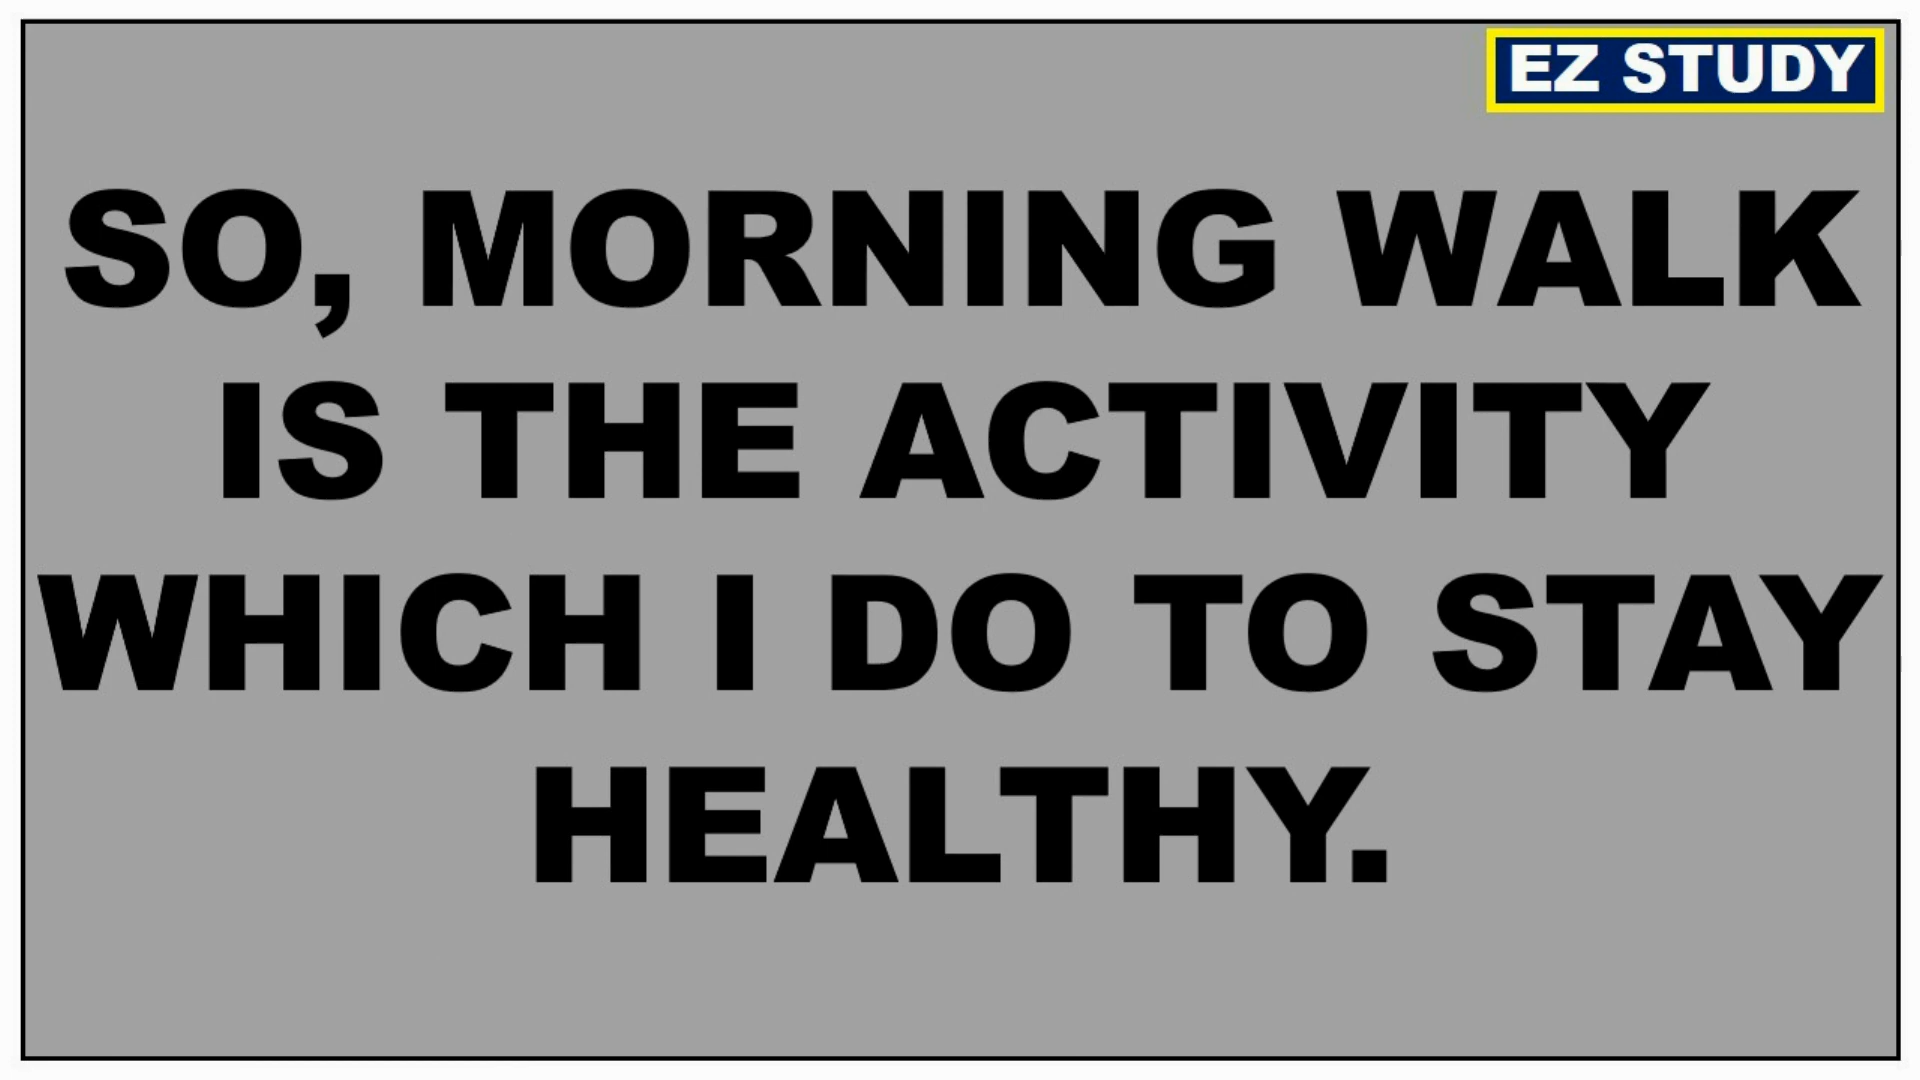 EZ STUDY
SO, MORNING WALK
IS THE ACTIVITY
WHICH I DO TO STAY
HEALTHY.